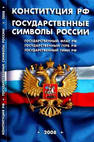 КОНСТИТУЦИЯ РФ
ГОСУДАРСТВЕННЫЕ
СИМВОЛЫ РОССИИ
ГОСУДАРСТВЕННЫЙ ФЛАГ РФ
ГОСУДАРСТВЕННЫЙ ГЕРБ РФ
ГОСУДАРСТВЕННЫЙ ГИМН РФ
2008